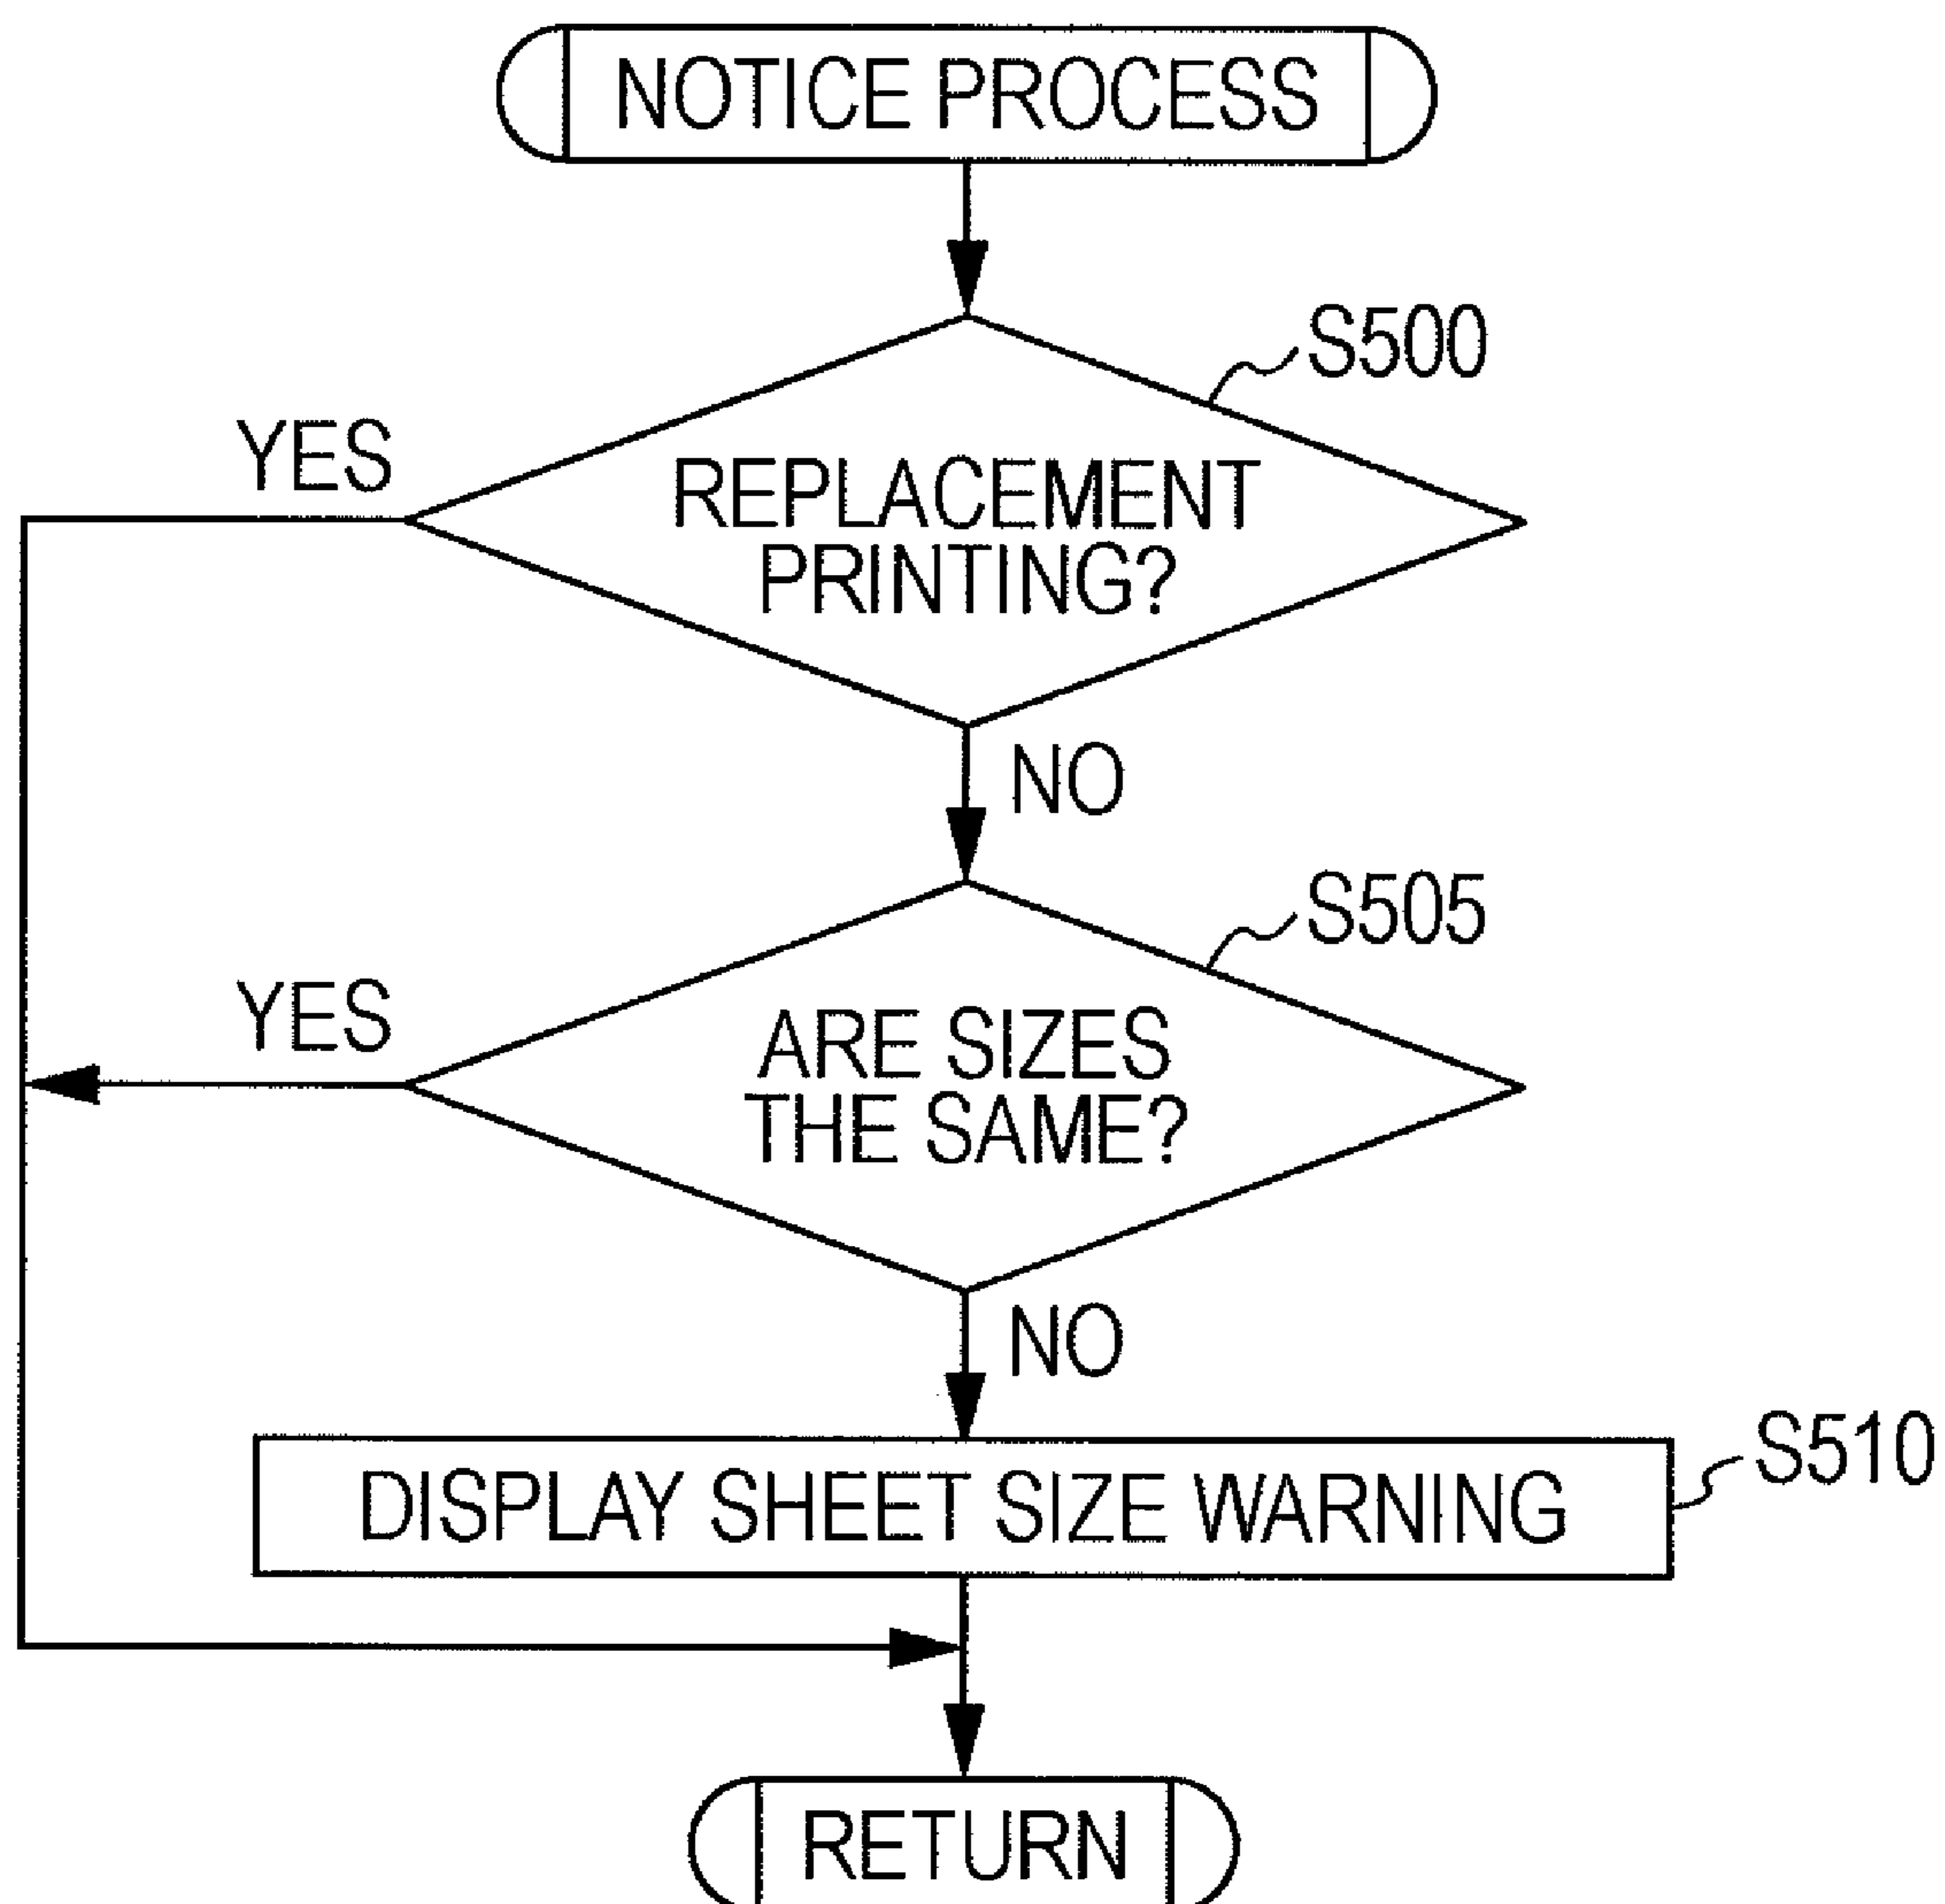 NOTICE PROCESS
S500
YES
REPLACEMENT
PRINTING?
NO
S505
YES
ARE SIZES
THE SAME?
NO
S510
DISPLAY SHEET SIZE WARNING
RETURN